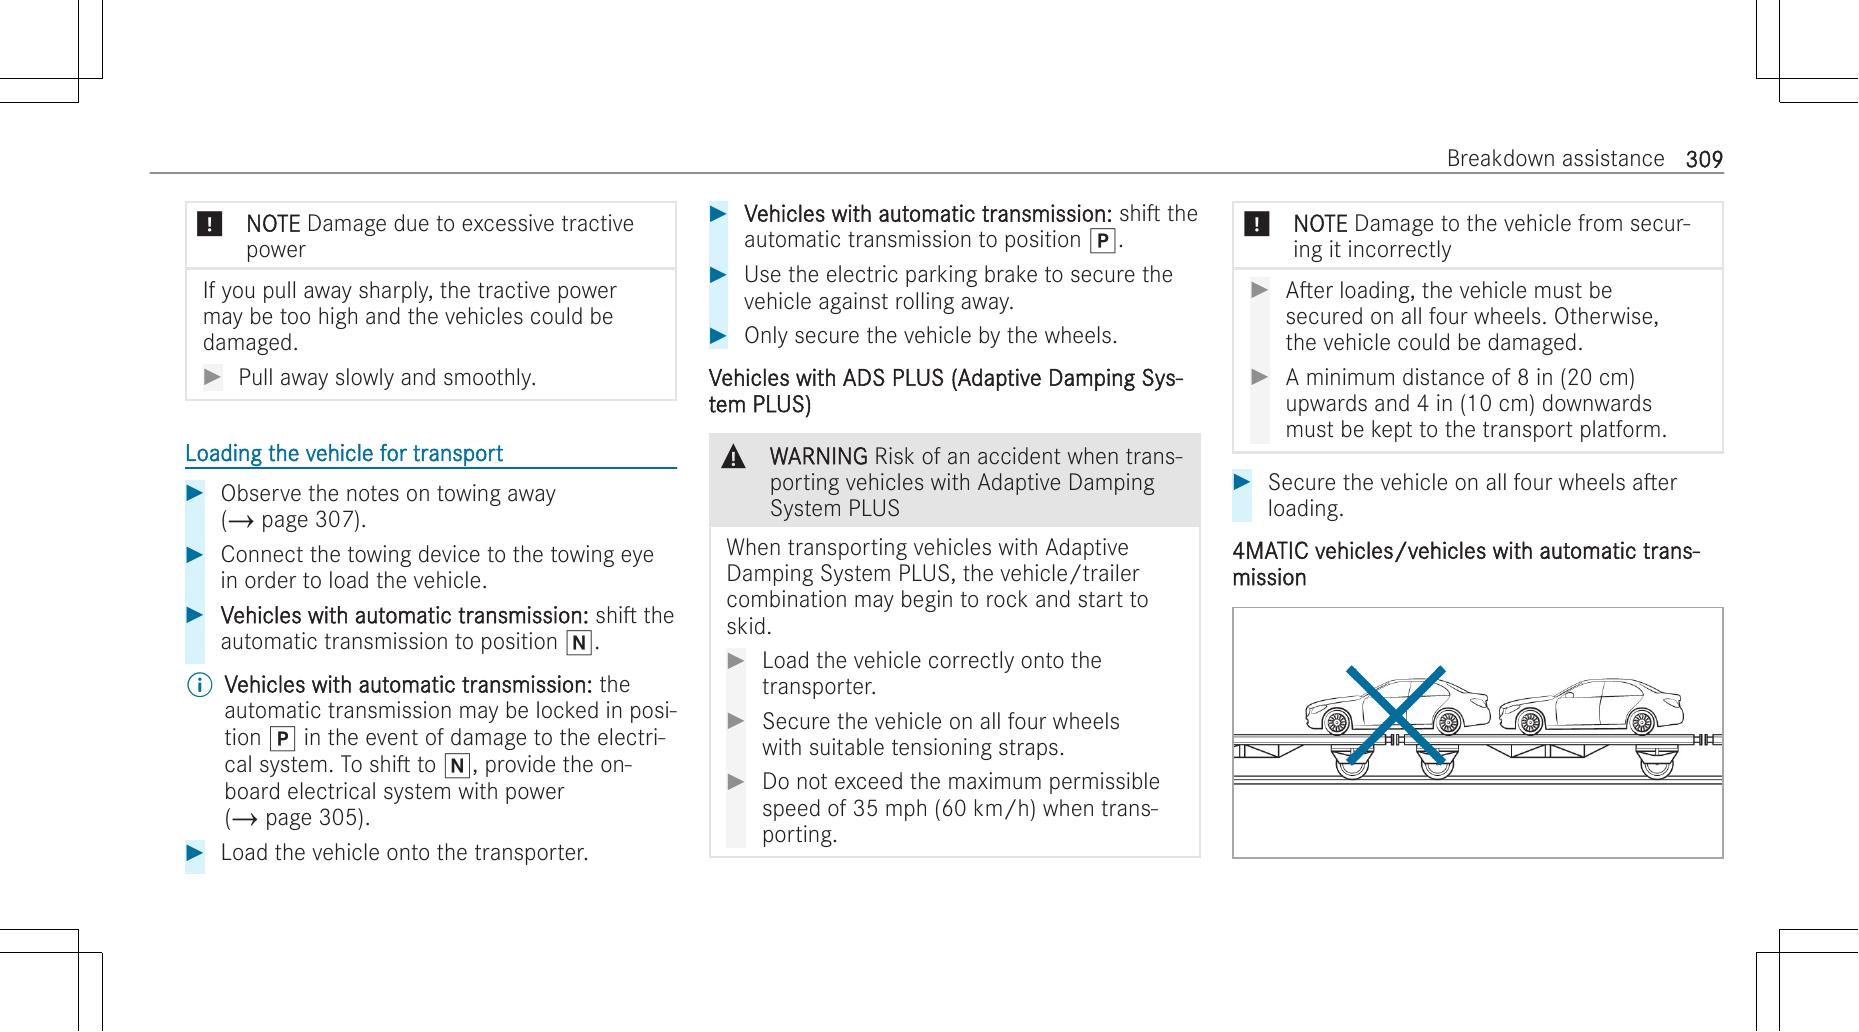 Breakdown assistance 309
! NOTE Damage due to excessive tractive
power
If you pull away sharply, the tractive power
may be too high and the vehicles could be
damaged.
▶ Pull away slowly and smoothly.
Loading the vehicle for transport
▶ Observe the notes on towing away
(→ page 307).
▶ Connect the towing device to the towing eye
in order to load the vehicle.
▶ Vehicles with automatic transmission: shift the
automatic transmission to position N.
i Vehicles with automatic transmission: the
automatic transmission may be locked in posi-
tion P in the event of damage to the electri-
cal system. To shift to N, provide the on-
board electrical system with power
(→ page 305).
▶ Load the vehicle onto the transporter.
▶ Vehicles with automatic transmission: shift the
automatic transmission to position P.
▶ Use the electric parking brake to secure the
vehicle against rolling away.
▶ Only secure the vehicle by the wheels.
Vehicles with ADS PLUS (Adaptive Damping Sys-
tem PLUS)
WARNING Risk of an accident when trans-
porting vehicles with Adaptive Damping
System PLUS
When transporting vehicles with Adaptive
Damping System PLUS, the vehicle/trailer
combination may begin to rock and start to
skid.
▶ Load the vehicle correctly onto the
transporter.
▶ Secure the vehicle on all four wheels
with suitable tensioning straps.
▶ Do not exceed the maximum permissible
speed of 35 mph (60 km/h) when trans-
porting.
! NOTE Damage to the vehicle from secur-
ing it incorrectly
▶ After loading, the vehicle must be
secured on all four wheels. Otherwise,
the vehicle could be damaged.
▶ A minimum distance of 8 in (20 cm)
upwards and 4 in (10 cm) downwards
must be kept to the transport platform.
▶ Secure the vehicle on all four wheels after
loading.
4MATIC vehicles/vehicles with automatic trans-
mission